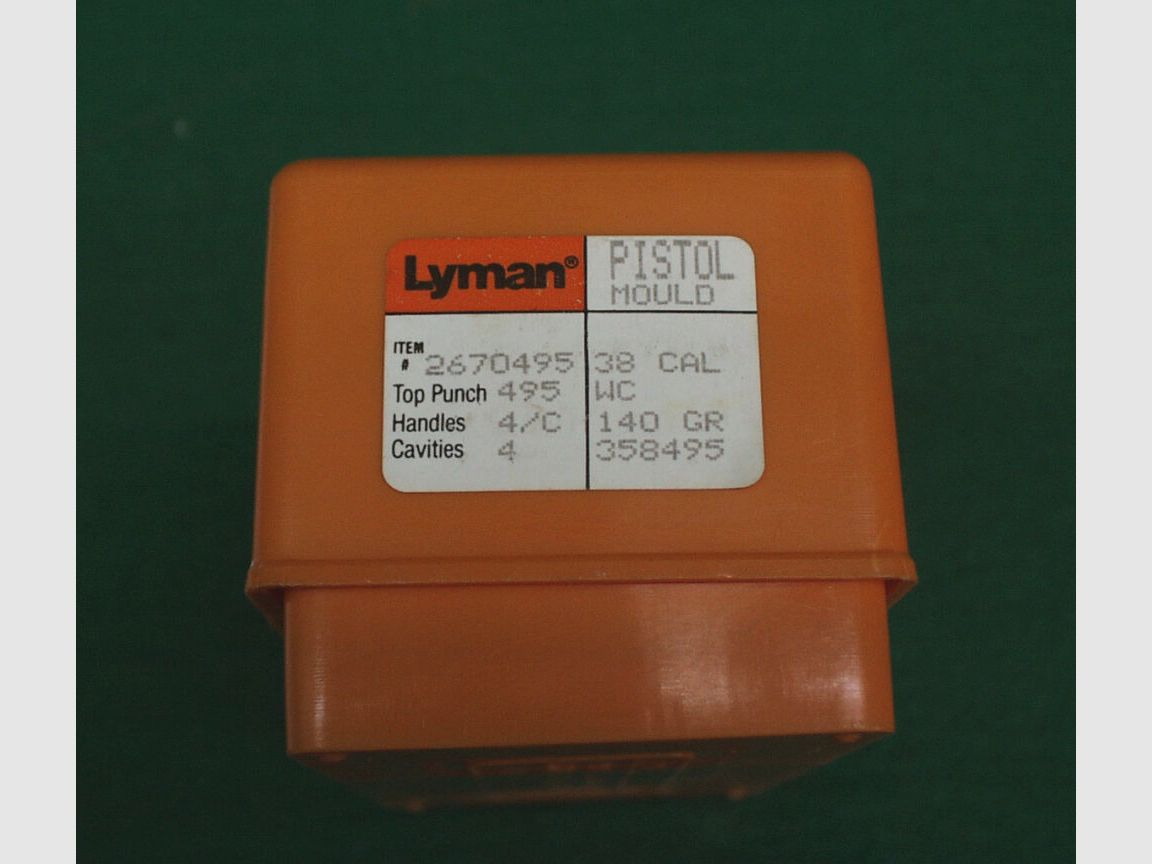 Lyman® PISTOL
MOULD
ITEM
# 2670495 38 CAL
Top Punch 495 WC
Handles 4/C 140 GR
Cavities 4 358495